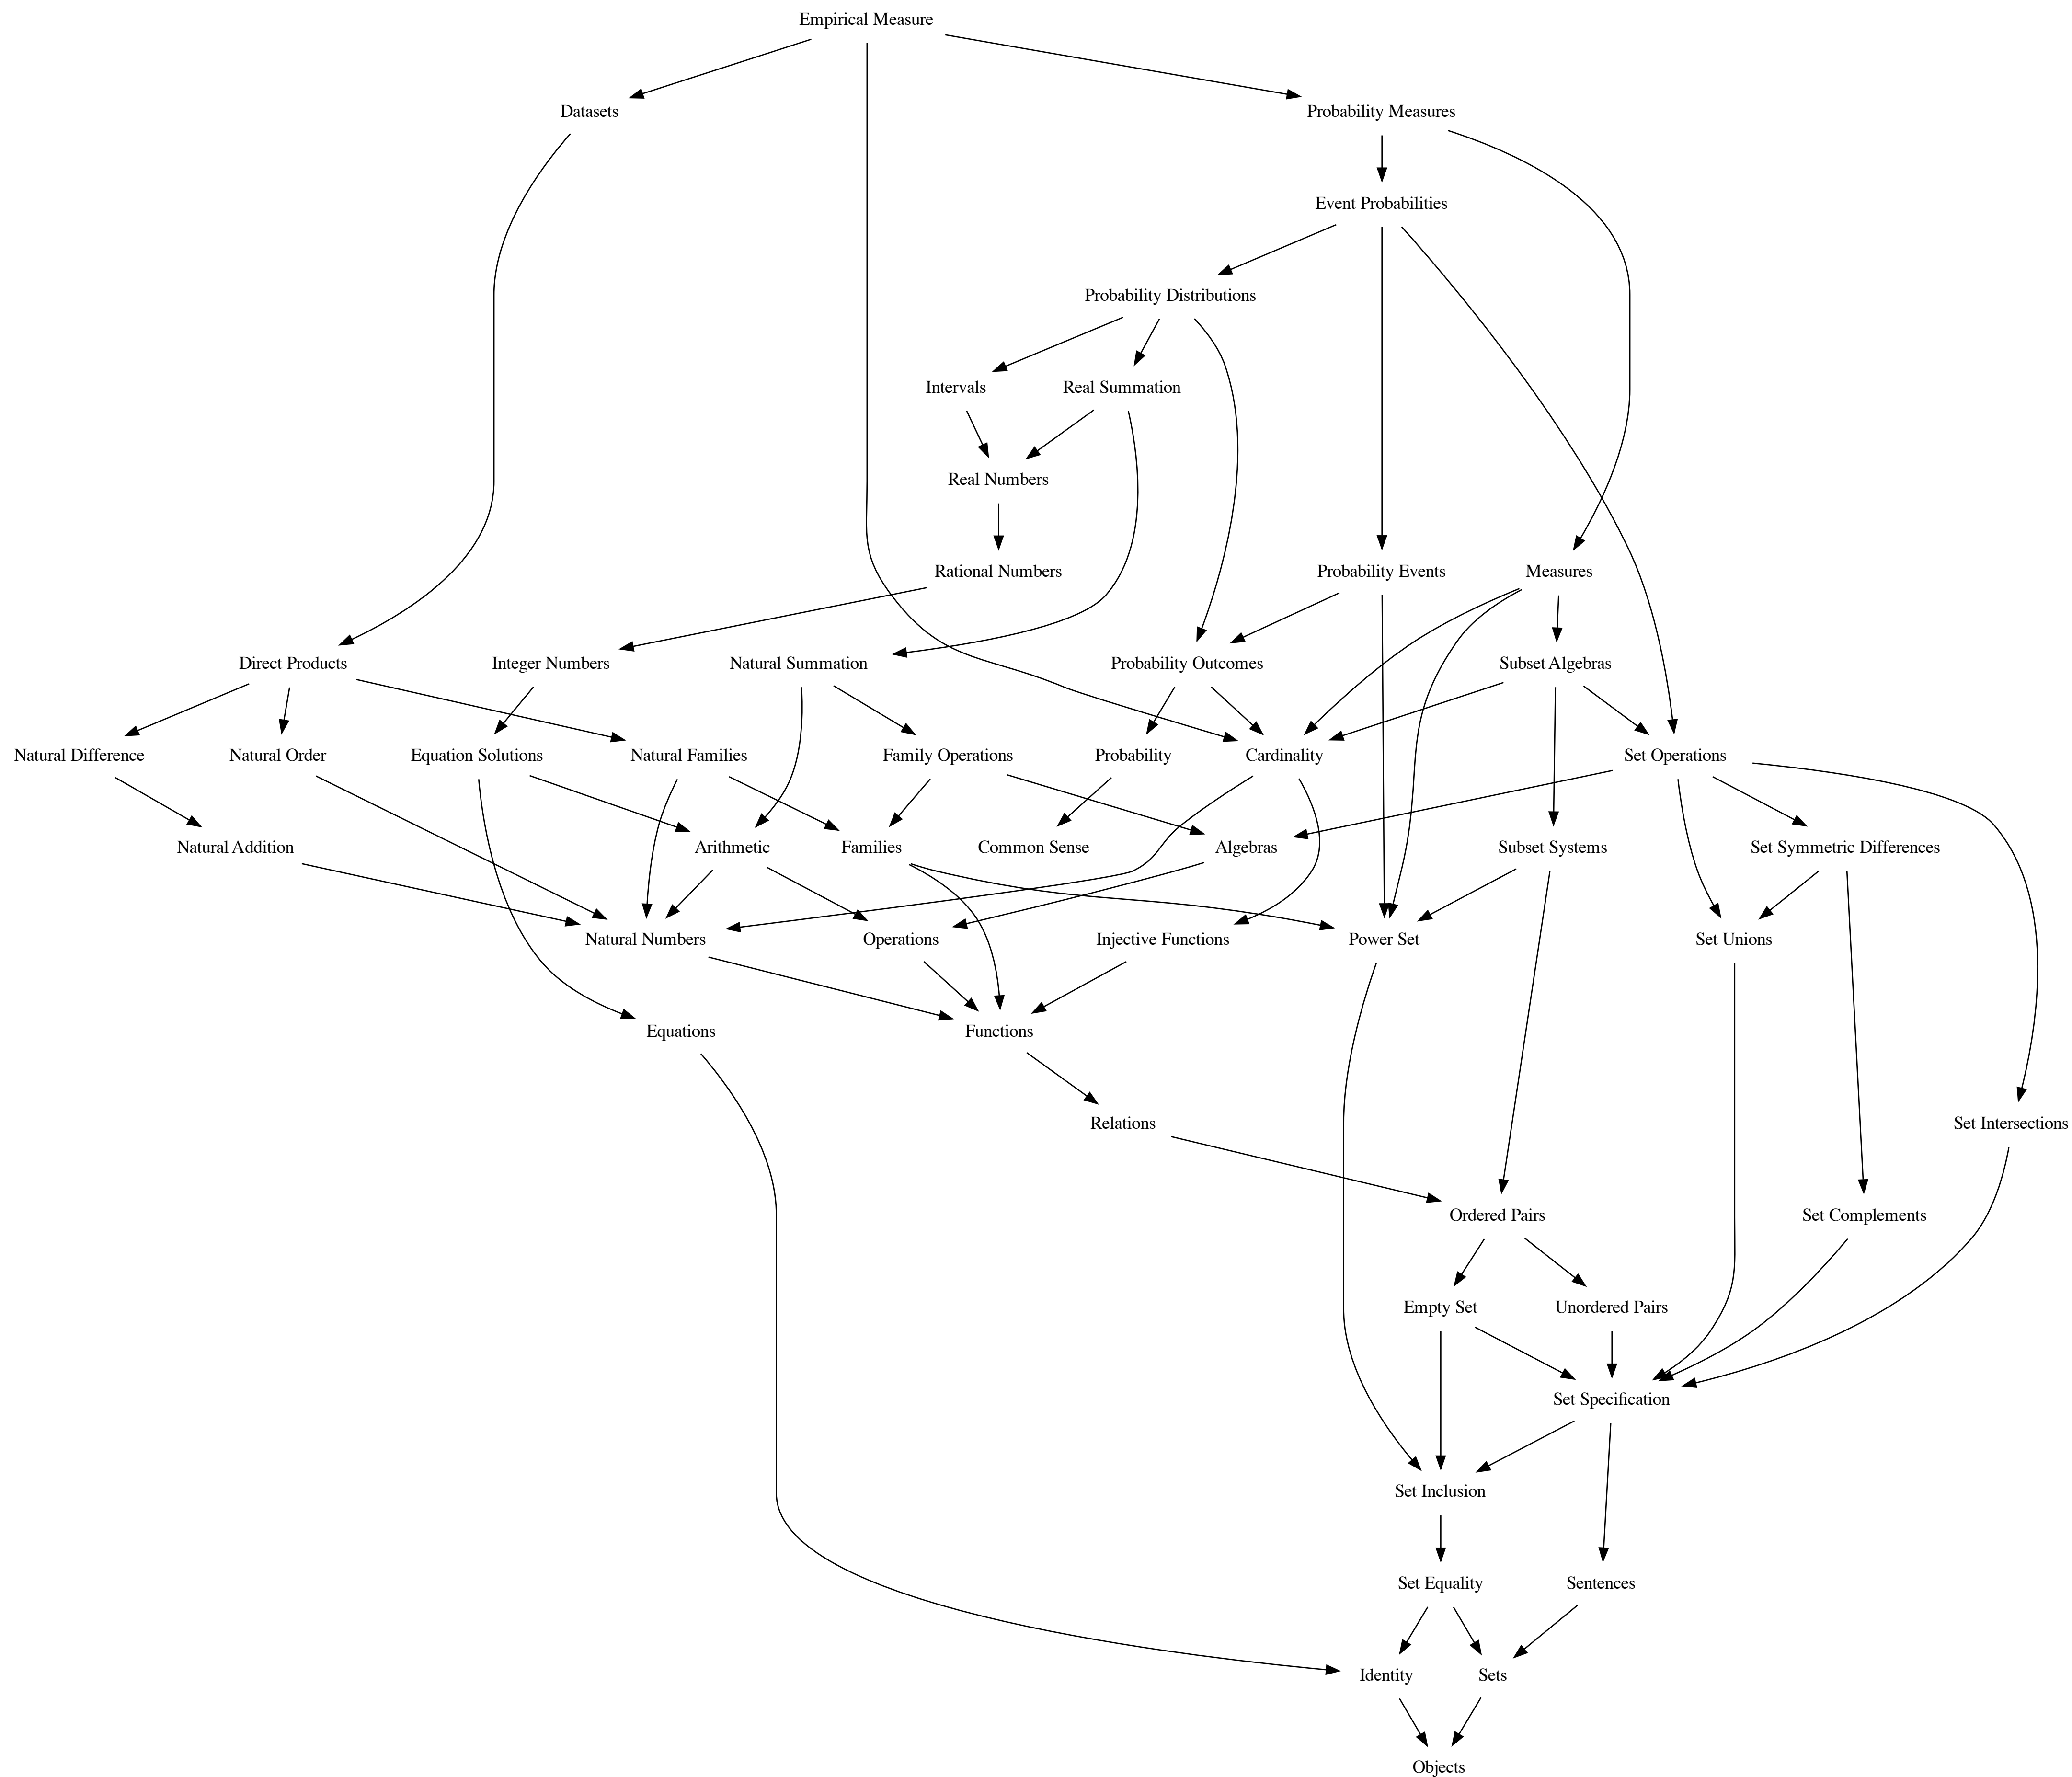 Empirical Measure
Datasets
Probability Measures
Event Probabilities
Probability Distributions
Intervals
Real Summation
Real Numbers
Rational Numbers
Probability Events
Measures
Direct Products
Integer Numbers
Natural Summation
Probability Outcomes
Subset Algebras
Natural Difference
Natural Order
Equation Solutions
Natural Families
Family Operations
Probability
Cardinality
Set Operations
Natural Addition
Arithmetic
Families
Common Sense
Algebras
Subset Systems
Set Symmetric Differences
Natural Numbers
Operations
Injective Functions
Power Set
Set Unions
Equations
Functions
Relations
Set Intersections
Ordered Pairs
Set Complements
Empty Set
Unordered Pairs
Set Specification
Set Inclusion
Set Equality
Sentences
Identity
Sets
Objects